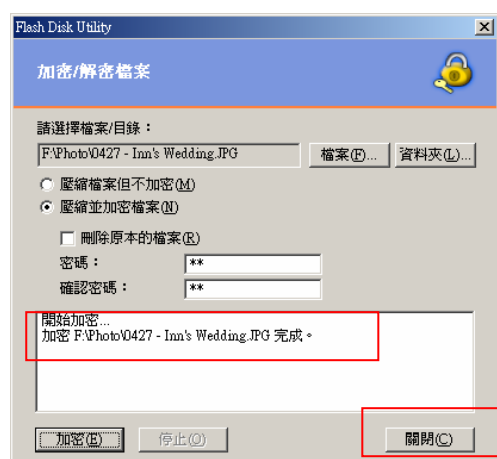 Flash Disk Utility
加密/解密檔案
請選擇檔案/目錄：
F:\Photo\0427 - Inn's Wedding.JPG 檔案(F)... 資料夾(L)...
壓縮檔案但不加密(M)
壓縮並加密檔案(N)
刪除原本的檔案(R)
密碼： **
確認密碼： **
開始加密...
加密 F:\Photo\0427 - Inn's Wedding.JPG 完成。
加密(E) 停止(O) 關閉(C)